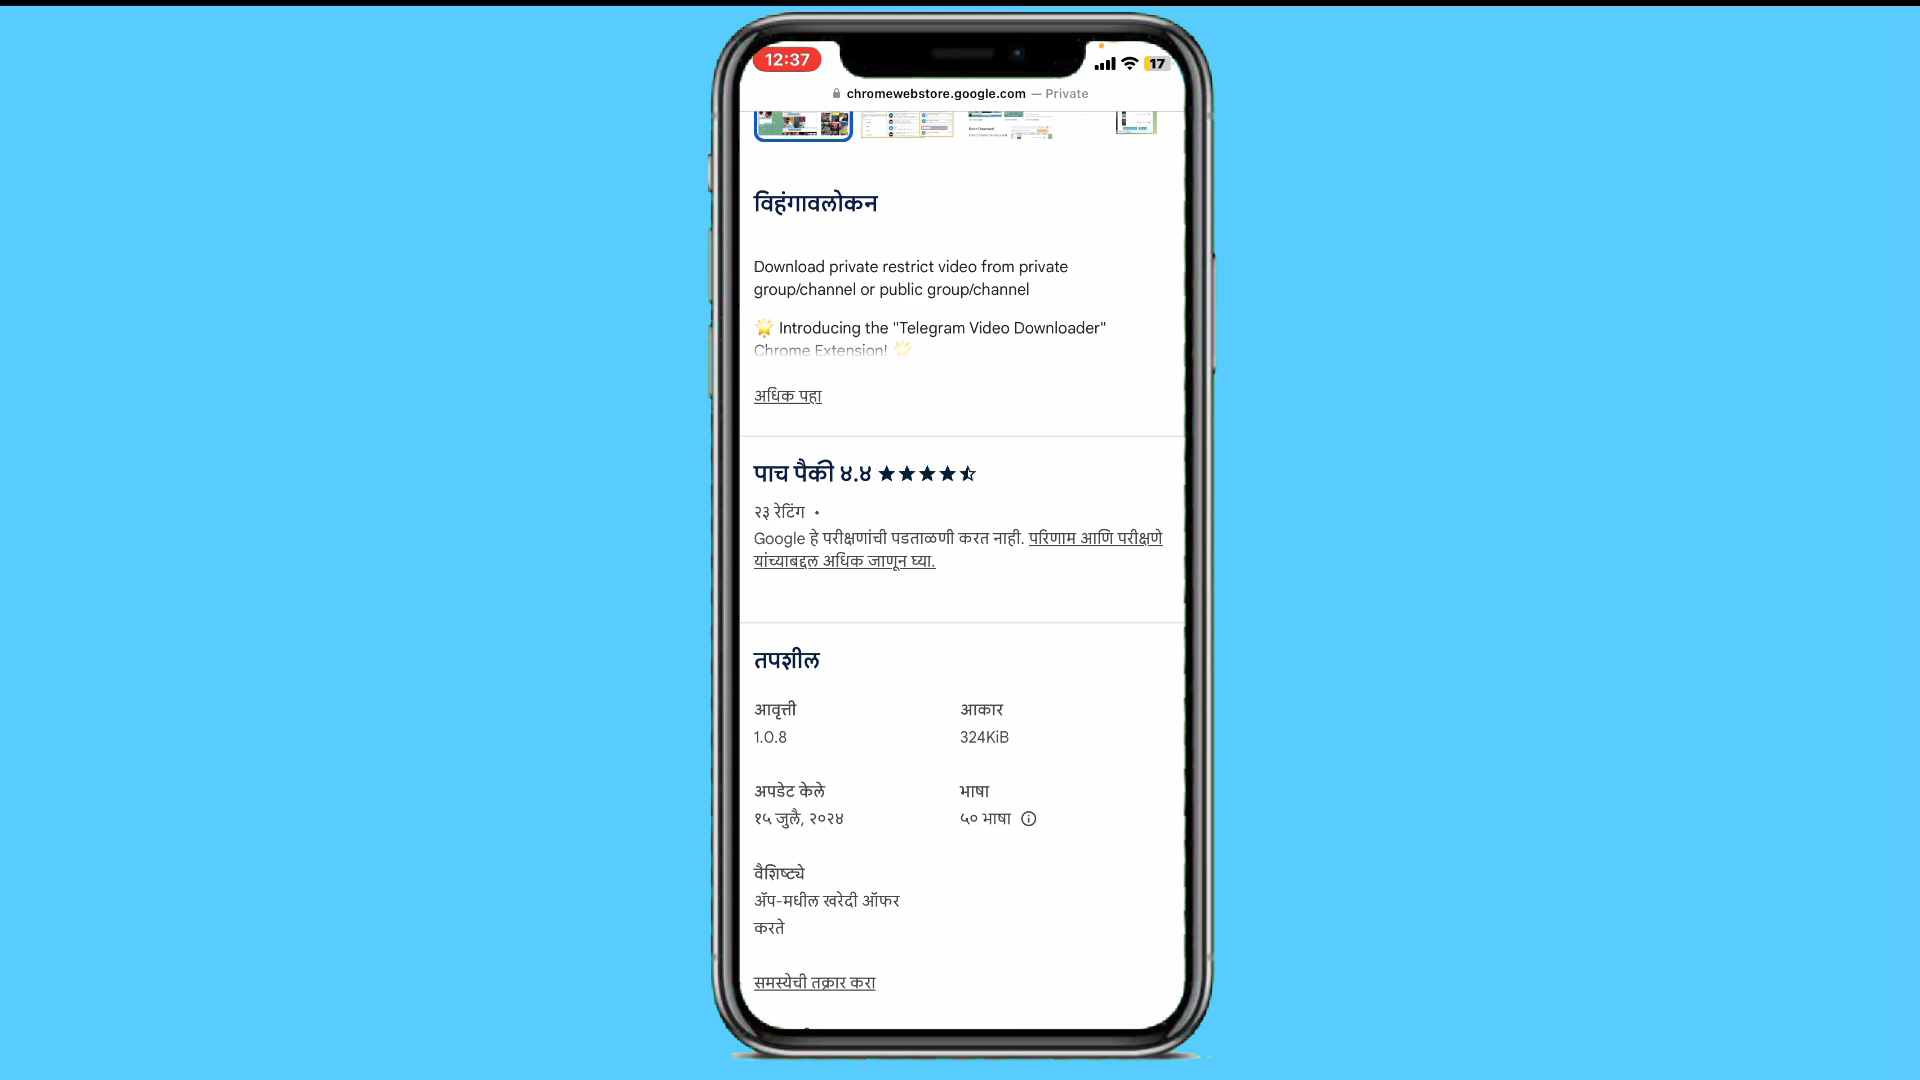 12:37
17
chromewebstore.google.com — Private
विहंगावलोकन
Download private restrict video from private
group/channel or public group/channel
🌟 Introducing the "Telegram Video Downloader"
Chrome Extension! 🌟
अधिक पहा
पाच पैकी ४.४ ★★★★⯪
२३ रेटिंग •
Google हे परीक्षणांची पडताळणी करत नाही. परिणाम आणि परीक्षणे
यांच्याबद्दल अधिक जाणून घ्या.
तपशील
आवृत्ती
आकार
1.0.8
324KiB
अपडेट केले
भाषा
१५ जुलै, २०२४
५० भाषा
वैशिष्ट्ये
ॲप-मधील खरेदी ऑफर
करते
समस्येची तक्रार करा